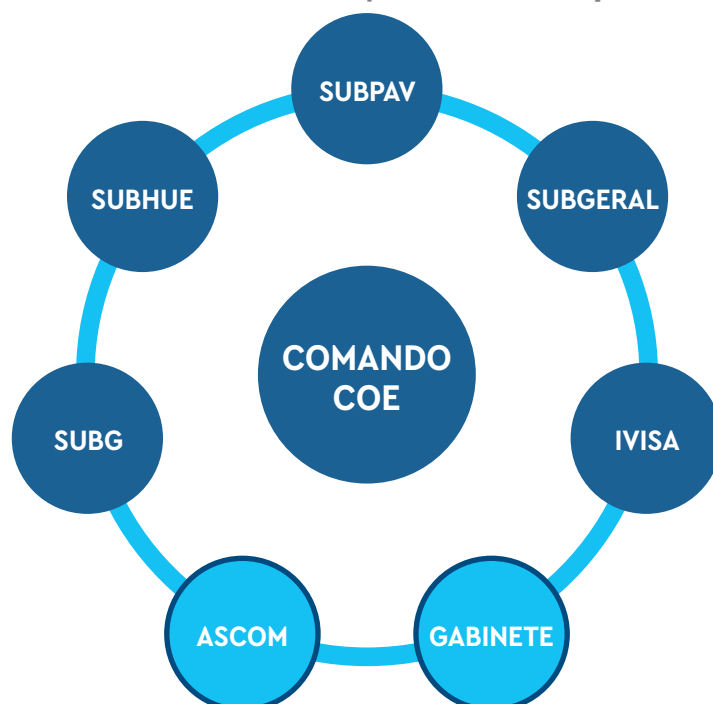 SUBPAV
SUBHUE
SUBGERAL
COMANDO
COE
SUBG
IVISA
ASCOM
GABINETE